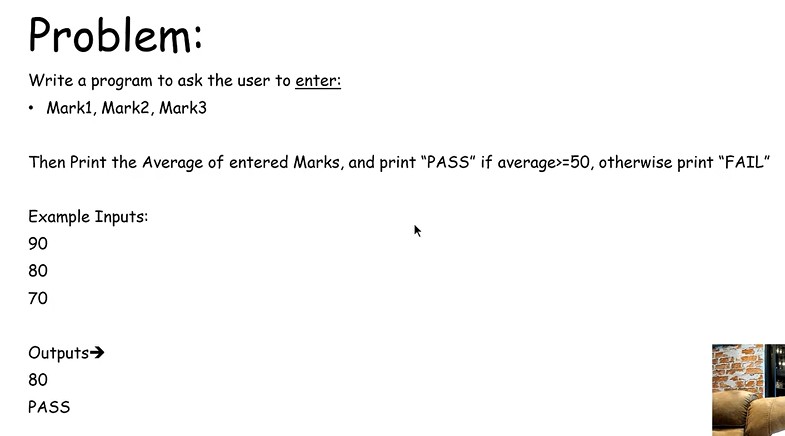 Problem:
Write a program to ask the user to enter:
• Mark1, Mark2, Mark3
Then Print the Average of entered Marks, and print “PASS” if average>=50, otherwise print “FAIL”
Example Inputs:
90
80
70
Outputs➔
80
PASS